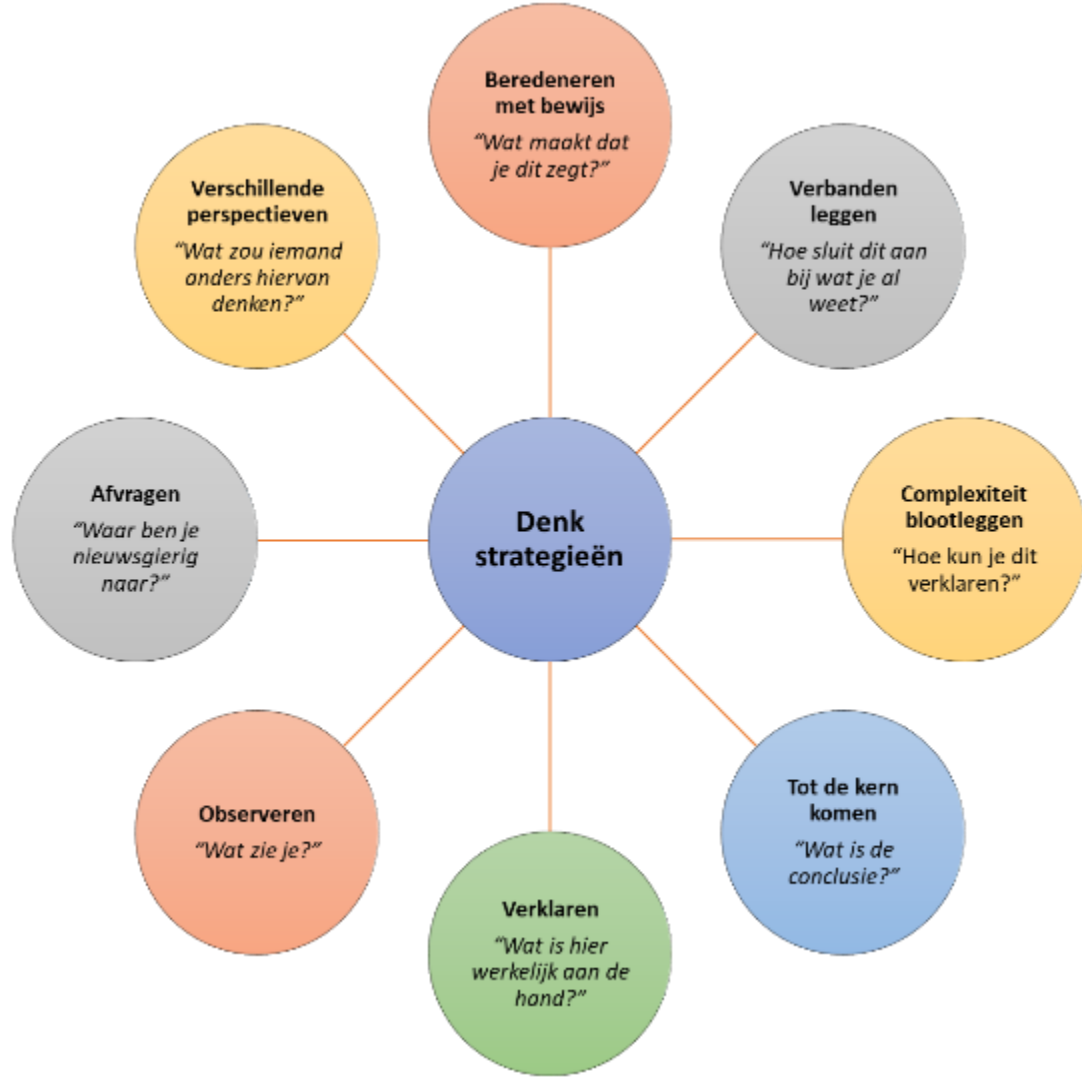 Beredeneren
met bewijs
“Wat maakt dat
je dit zegt?”
Verbanden
leggen
“Hoe sluit dit aan
bij wat je al
weet?”
Complexiteit
blootleggen
“Hoe kun je dit
verklaren?”
Tot de kern
komen
“Wat is de
conclusie?”
Verklaren
“Wat is hier
werkelijk aan de
hand?”
Observeren
“Wat zie je?”
Afvragen
“Waar ben je
nieuwsgierig
naar?”
Verschillende
perspectieven
“Wat zou iemand
anders hiervan
denken?”
Denk
strategieën